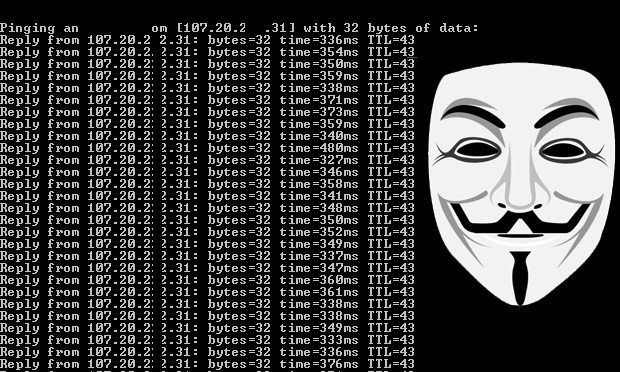 Pinging an om [107.20.2 .31] with 32 bytes of data:
Reply from 107.20.2 2.31: bytes=32 time=336ms TTL=43
Reply from 107.20.2 2.31: bytes=32 time=354ms TTL=43
Reply from 107.20.2 2.31: bytes=32 time=350ms TTL=43
Reply from 107.20.2 2.31: bytes=32 time=359ms TTL=43
Reply from 107.20.2 2.31: bytes=32 time=338ms TTL=43
Reply from 107.20.2 2.31: bytes=32 time=371ms TTL=43
Reply from 107.20.2 2.31: bytes=32 time=373ms TTL=43
Reply from 107.20.2 2.31: bytes=32 time=359ms TTL=43
Reply from 107.20.2 2.31: bytes=32 time=340ms TTL=43
Reply from 107.20.2 2.31: bytes=32 time=480ms TTL=43
Reply from 107.20.2 2.31: bytes=32 time=327ms TTL=43
Reply from 107.20.2 2.31: bytes=32 time=346ms TTL=43
Reply from 107.20.2 2.31: bytes=32 time=358ms TTL=43
Reply from 107.20.2 2.31: bytes=32 time=341ms TTL=43
Reply from 107.20.2 2.31: bytes=32 time=348ms TTL=43
Reply from 107.20.2 2.31: bytes=32 time=350ms TTL=43
Reply from 107.20.2 2.31: bytes=32 time=352ms TTL=43
Reply from 107.20.2 2.31: bytes=32 time=349ms TTL=43
Reply from 107.20.2 2.31: bytes=32 time=337ms TTL=43
Reply from 107.20.2 2.31: bytes=32 time=347ms TTL=43
Reply from 107.20.2 2.31: bytes=32 time=360ms TTL=43
Reply from 107.20.2 2.31: bytes=32 time=361ms TTL=43
Reply from 107.20.2 2.31: bytes=32 time=338ms TTL=43
Reply from 107.20.2 2.31: bytes=32 time=338ms TTL=43
Reply from 107.20.2 2.31: bytes=32 time=349ms TTL=43
Reply from 107.20.2 2.31: bytes=32 time=333ms TTL=43
Reply from 107.20.2 2.31: bytes=32 time=336ms TTL=43
Reply from 107.20.2 2.31: bytes=32 time=376ms TTL=43